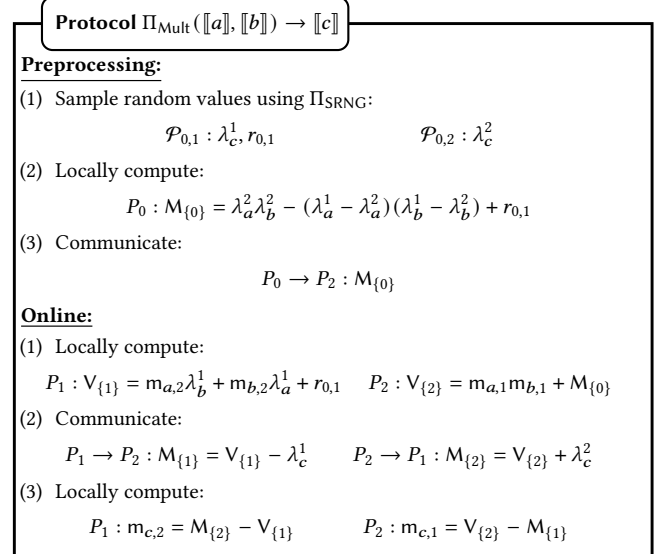 Protocol Π_Mult(⟦a⟧, ⟦b⟧) → ⟦c⟧
Preprocessing:
(1) Sample random values using Π_SRNG:
𝒫_{0,1} : λ_c^1, r_{0,1} 𝒫_{0,2} : λ_c^2
(2) Locally compute:
P_0 : M_{{0}} = λ_a^2 λ_b^2 − (λ_a^1 − λ_a^2)(λ_b^1 − λ_b^2) + r_{0,1}
(3) Communicate:
P_0 → P_2 : M_{{0}}
Online:
(1) Locally compute:
P_1 : V_{{1}} = m_{a,2} λ_b^1 + m_{b,2} λ_a^1 + r_{0,1} P_2 : V_{{2}} = m_{a,1} m_{b,1} + M_{{0}}
(2) Communicate:
P_1 → P_2 : M_{{1}} = V_{{1}} − λ_c^1 P_2 → P_1 : M_{{2}} = V_{{2}} + λ_c^2
(3) Locally compute:
P_1 : m_{c,2} = M_{{2}} − V_{{1}} P_2 : m_{c,1} = V_{{2}} − M_{{1}}